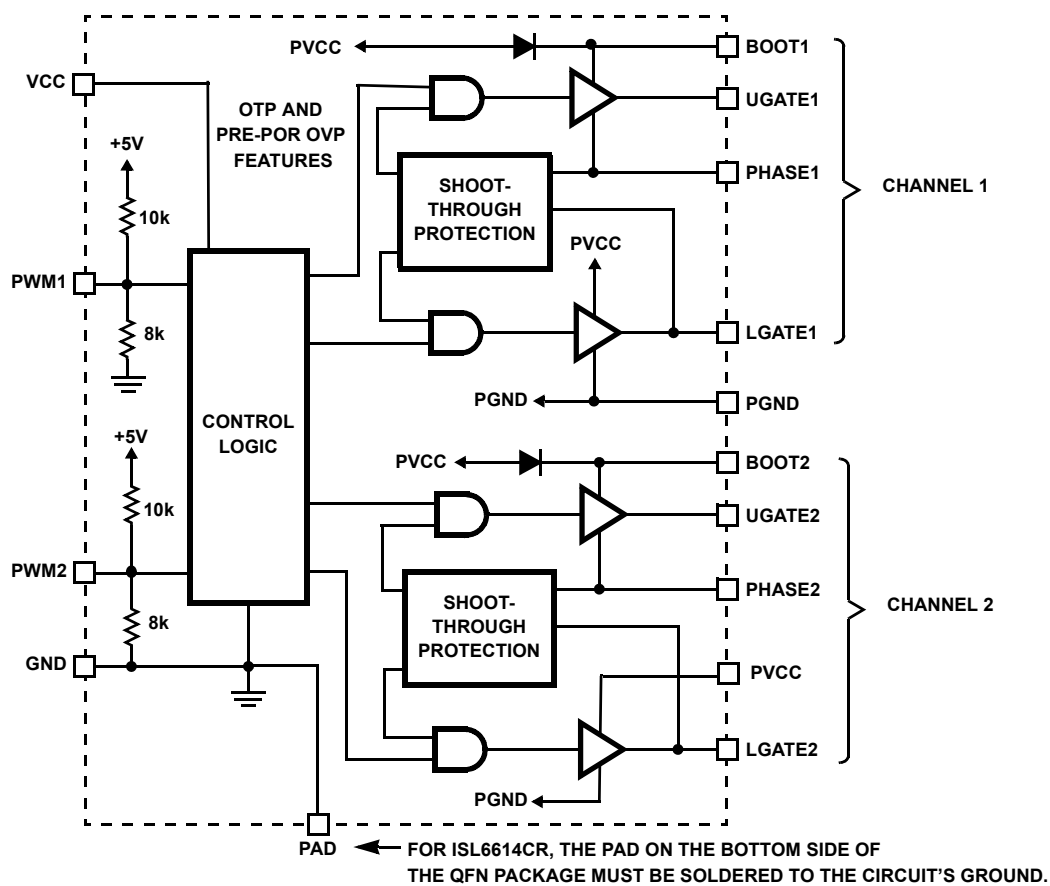 PVCC
BOOT1
VCC
OTP AND
PRE-POR OVP
FEATURES
UGATE1
+5V
10k
SHOOT-
THROUGH
PROTECTION
PHASE1
CHANNEL 1
PVCC
PWM1
8k
LGATE1
PGND
PGND
CONTROL
LOGIC
+5V
PVCC
BOOT2
10k
UGATE2
PWM2
PHASE2
SHOOT-
THROUGH
PROTECTION
CHANNEL 2
8k
GND
PVCC
LGATE2
PGND
PAD
FOR ISL6614CR, THE PAD ON THE BOTTOM SIDE OF
THE QFN PACKAGE MUST BE SOLDERED TO THE CIRCUIT'S GROUND.